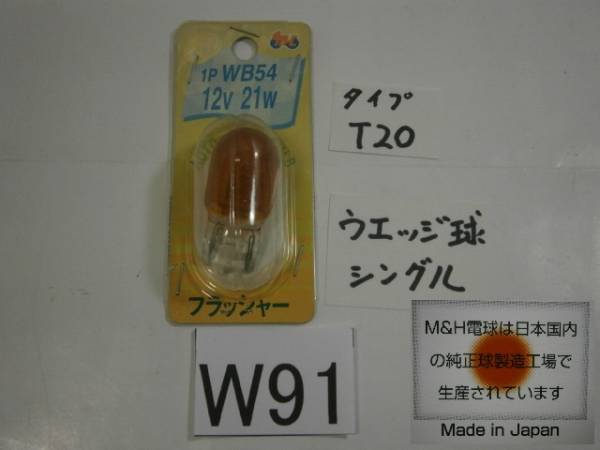 1P WB54
12V 21W
フラッシャー
タイプ
T20
ウエッジ球
シングル
W91
M&H電球は日本国内
の純正球製造工場で
生産されています
Made in Japan